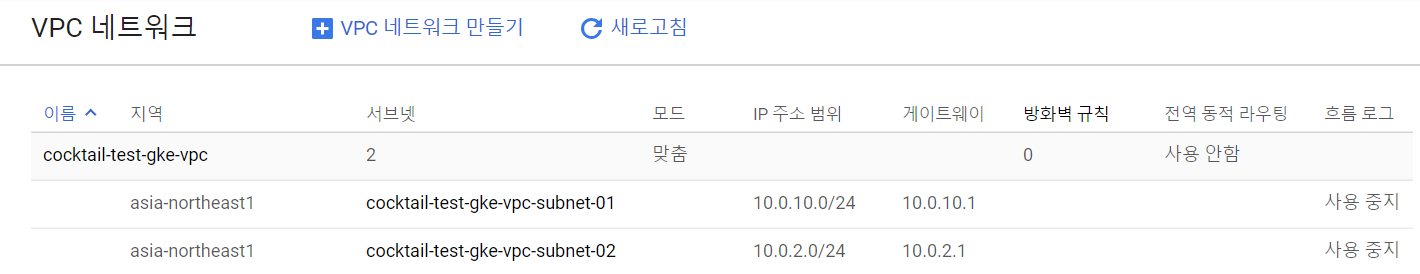 VPC 네트워크 VPC 네트워크 만들기 새로고침
이름 지역 서브넷 모드 IP 주소 범위 게이트웨이 방화벽 규칙 전역 동적 라우팅 흐름 로그
cocktail-test-gke-vpc 2 맞춤 0 사용 안함
asia-northeast1 cocktail-test-gke-vpc-subnet-01 10.0.10.0/24 10.0.10.1 사용 중지
asia-northeast1 cocktail-test-gke-vpc-subnet-02 10.0.2.0/24 10.0.2.1 사용 중지